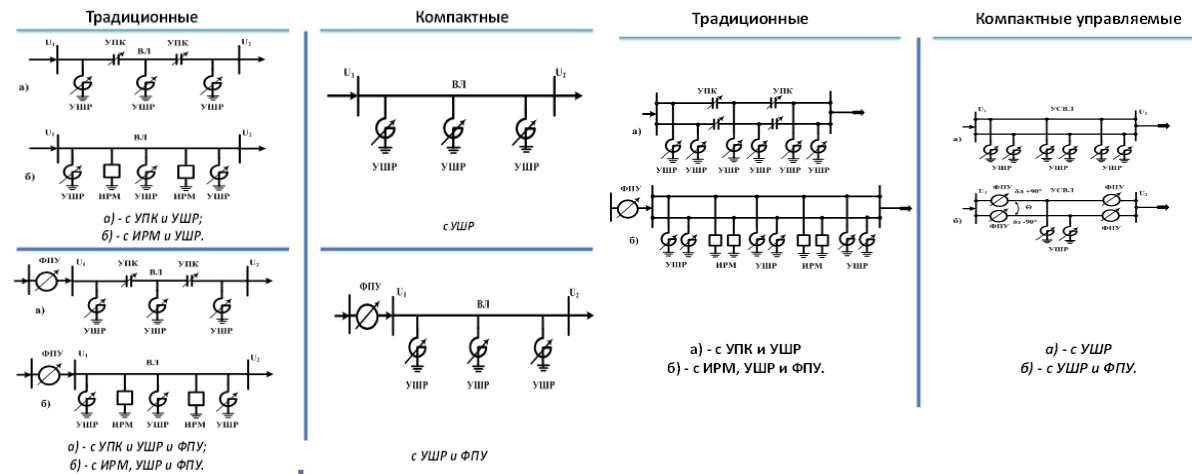 Традиционные
U₁ УПК ВЛ УПК U₂
а)
УШР УШР УШР
U₁ ВЛ U₂
б)
УШР ИРМ УШР ИРМ УШР
а) - с УПК и УШР;
б) - с ИРМ и УШР.
ФПУ U₁ УПК ВЛ УПК U₂
а)
УШР УШР УШР
ФПУ U₁ ВЛ U₂
б)
УШР ИРМ УШР ИРМ УШР
а) - с УПК и УШР и ФПУ;
б) - с ИРМ, УШР и ФПУ.
Компактные
U₁ ВЛ U₂
УШР УШР УШР
с УШР
ФПУ U₁ ВЛ U₂
УШР УШР УШР
с УШР и ФПУ
Традиционные
УПК УПК
а)
УШР УШР УШР
ФПУ
б)
УШР ИРМ УШР ИРМ УШР
а) - с УПК и УШР
б) - с ИРМ, УШР и ФПУ.
Компактные управляемые
U₁ УСВЛ U₂
а)
УШР УШР УШР
U₁ ФПУ δл +90° УСВЛ ФПУ U₂
б) Θ
ФПУ δл -90° ФПУ
УШР
а) - с УШР
б) - с УШР и ФПУ.